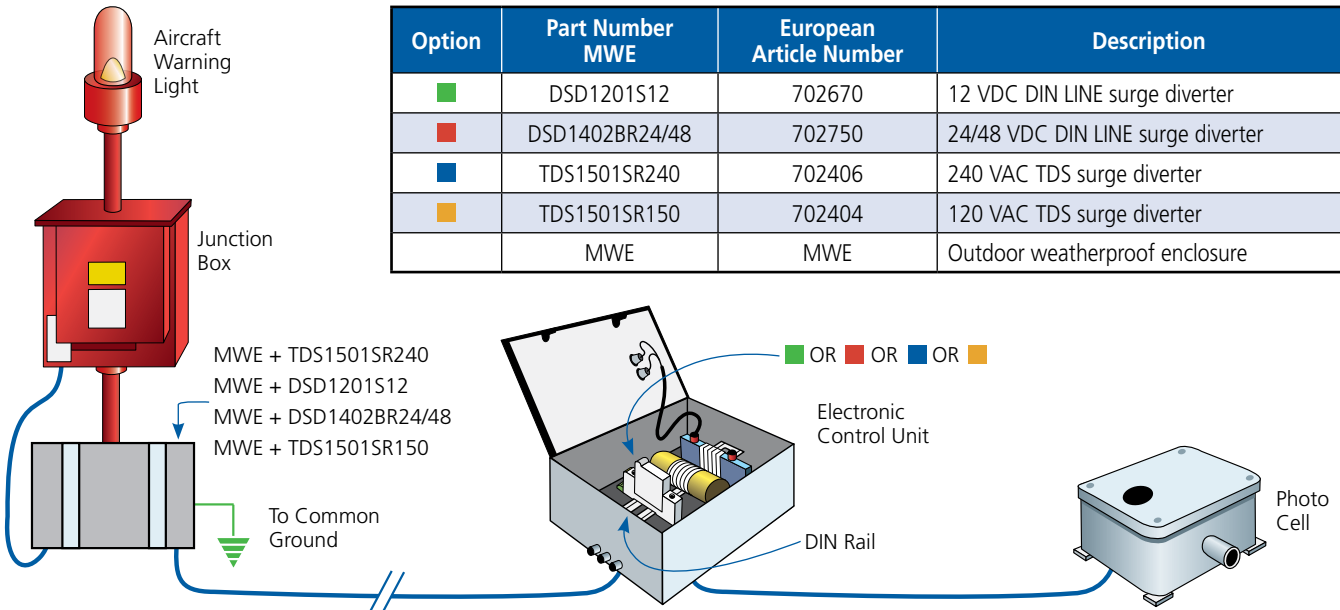 Aircraft
Warning
Light
Option Part Number MWE European Article Number Description
DSD1201S12 702670 12 VDC DIN LINE surge diverter
DSD1402BR24/48 702750 24/48 VDC DIN LINE surge diverter
TDS1501SR240 702406 240 VAC TDS surge diverter
TDS1501SR150 702404 120 VAC TDS surge diverter
MWE MWE Outdoor weatherproof enclosure
Junction
Box
MWE + TDS1501SR240
MWE + DSD1201S12
MWE + DSD1402BR24/48
MWE + TDS1501SR150
OR OR OR
Electronic
Control Unit
To Common
Ground
DIN Rail
Photo
Cell